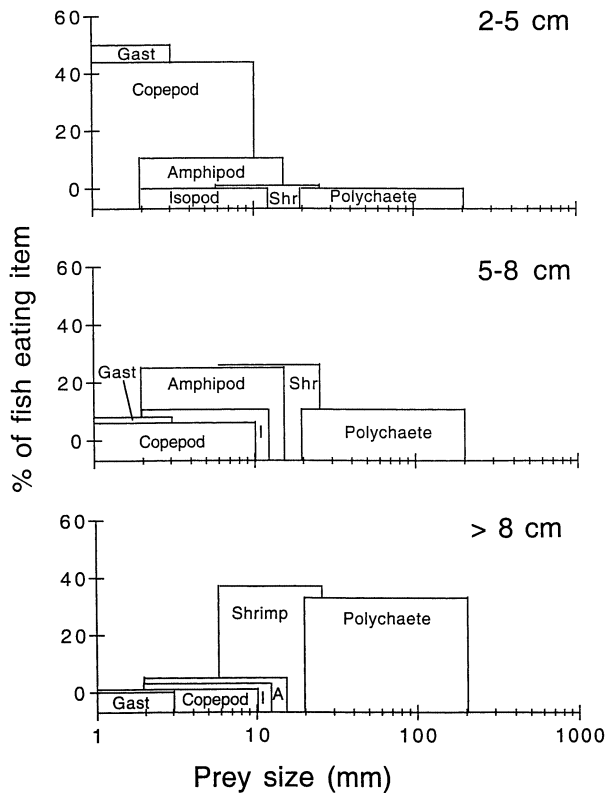 % of fish eating item
2-5 cm
60
40
20
0
Gast
Copepod
Amphipod
Isopod
Shr
Polychaete
5-8 cm
60
40
20
0
Gast
Amphipod
Shr
Copepod
I
Polychaete
> 8 cm
60
40
20
0
Shrimp
Polychaete
Gast
Copepod
I
A
1
10
100
1000
Prey size (mm)